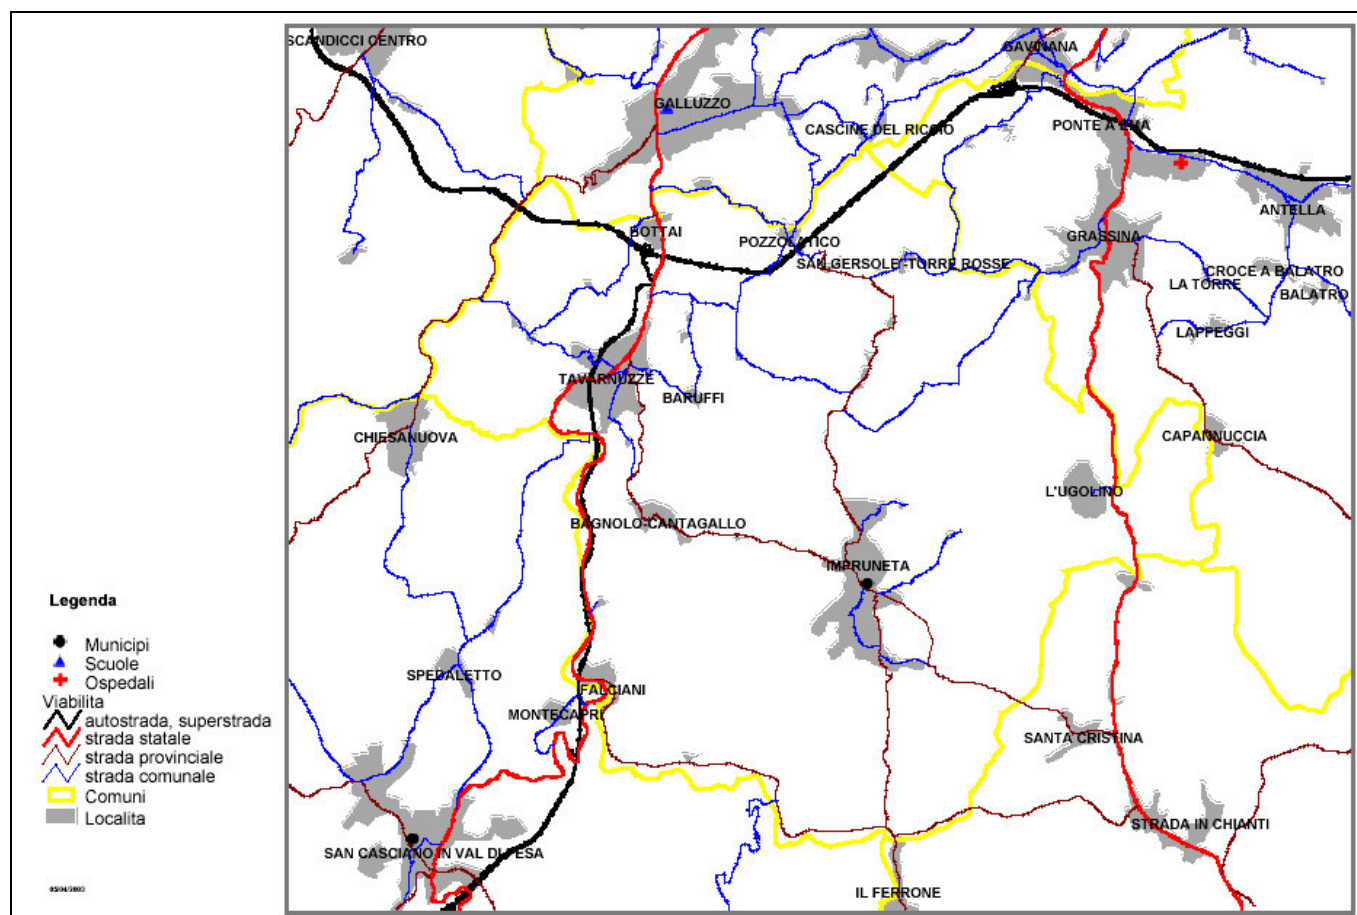 SCANDICCI CENTRO
GAVINANA
GALLUZZO
CASCINE DEL RICCIO
PONTE A EMA
ANTELLA
BOTTAI
POZZOLATICO
GRASSINA
SAN GERSOLE'-TORRE ROSSE
CROCE A BALATRO
LA TORRE
BALATRO
LAPPEGGI
TAVARNUZZE
BARUFFI
CHIESANUOVA
CAPANNUCCIA
L'UGOLINO
BAGNOLO-CANTAGALLO
IMPRUNETA
SPEDALETTO
FALCIANI
MONTECAPRI
SANTA CRISTINA
STRADA IN CHIANTI
SAN CASCIANO IN VAL DI PESA
IL FERRONE
Legenda
Municipi
Scuole
Ospedali
Viabilita
autostrada, superstrada
strada statale
strada provinciale
strada comunale
Comuni
Localita
05/04/2003